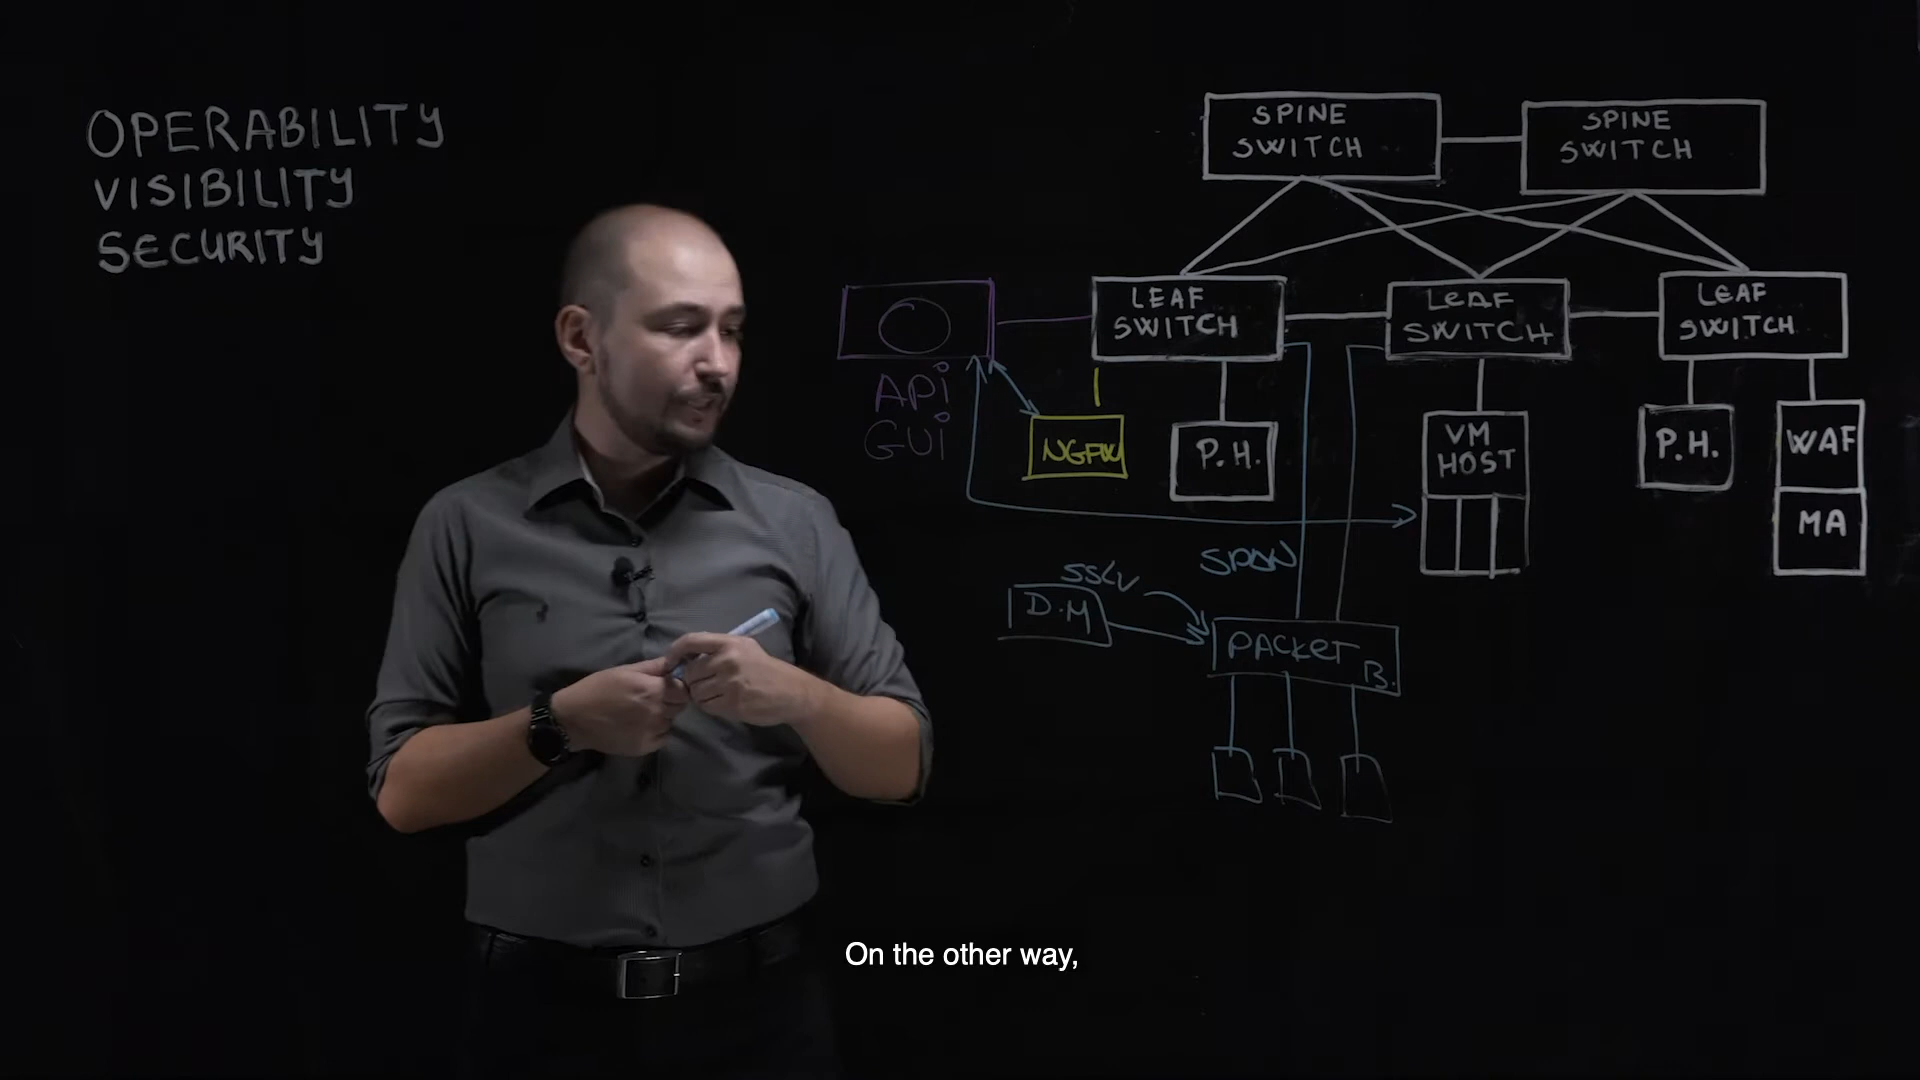 OPERABILITY
VISIBILITY
SECURITY
SPINE
SWITCH
SPINE
SWITCH
LEAF
SWITCH
LEAF
SWITCH
LEAF
SWITCH
API
GUI
NGFW
P.H.
VM
HOST
P.H.
WAF
MA
SPAN
SSLV
D.M
PACKET
B.
On the other way,